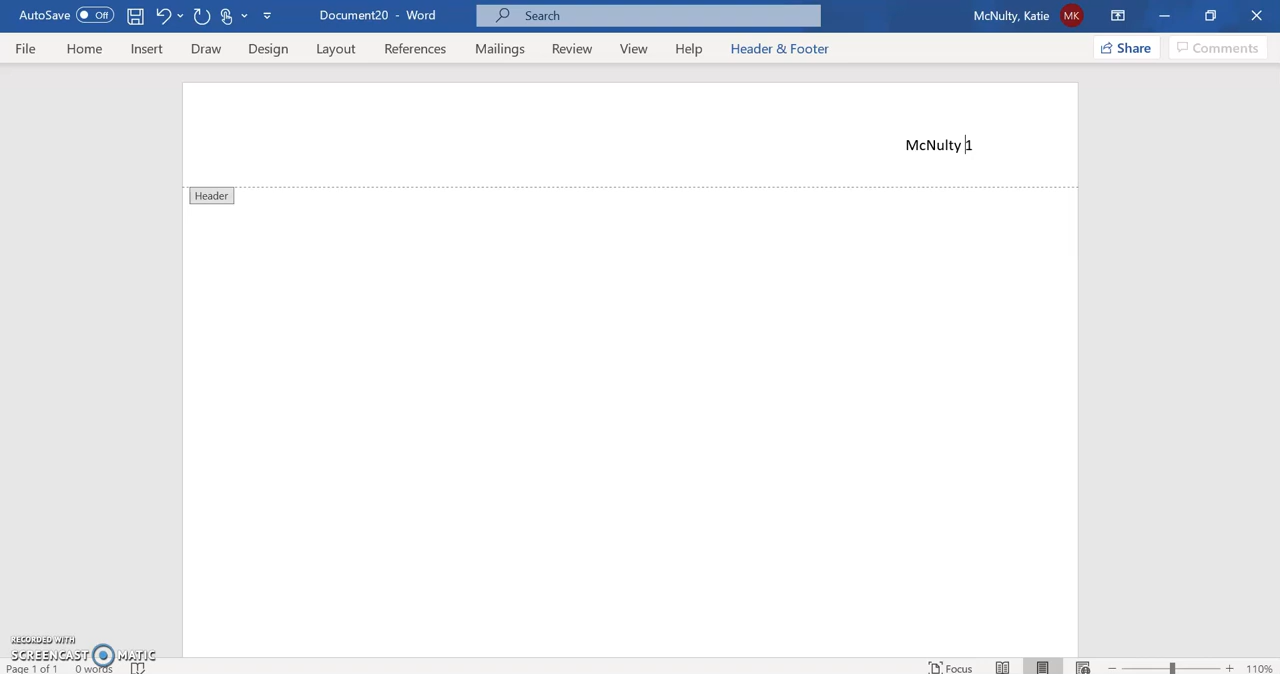 AutoSave Off Document20 - Word Search McNulty, Katie MK
File Home Insert Draw Design Layout References Mailings Review View Help Header & Footer Share Comments
McNulty 1
Header
RECORDED WITH
SCREENCAST MATIC
Page 1 of 1 0 words Focus 110%